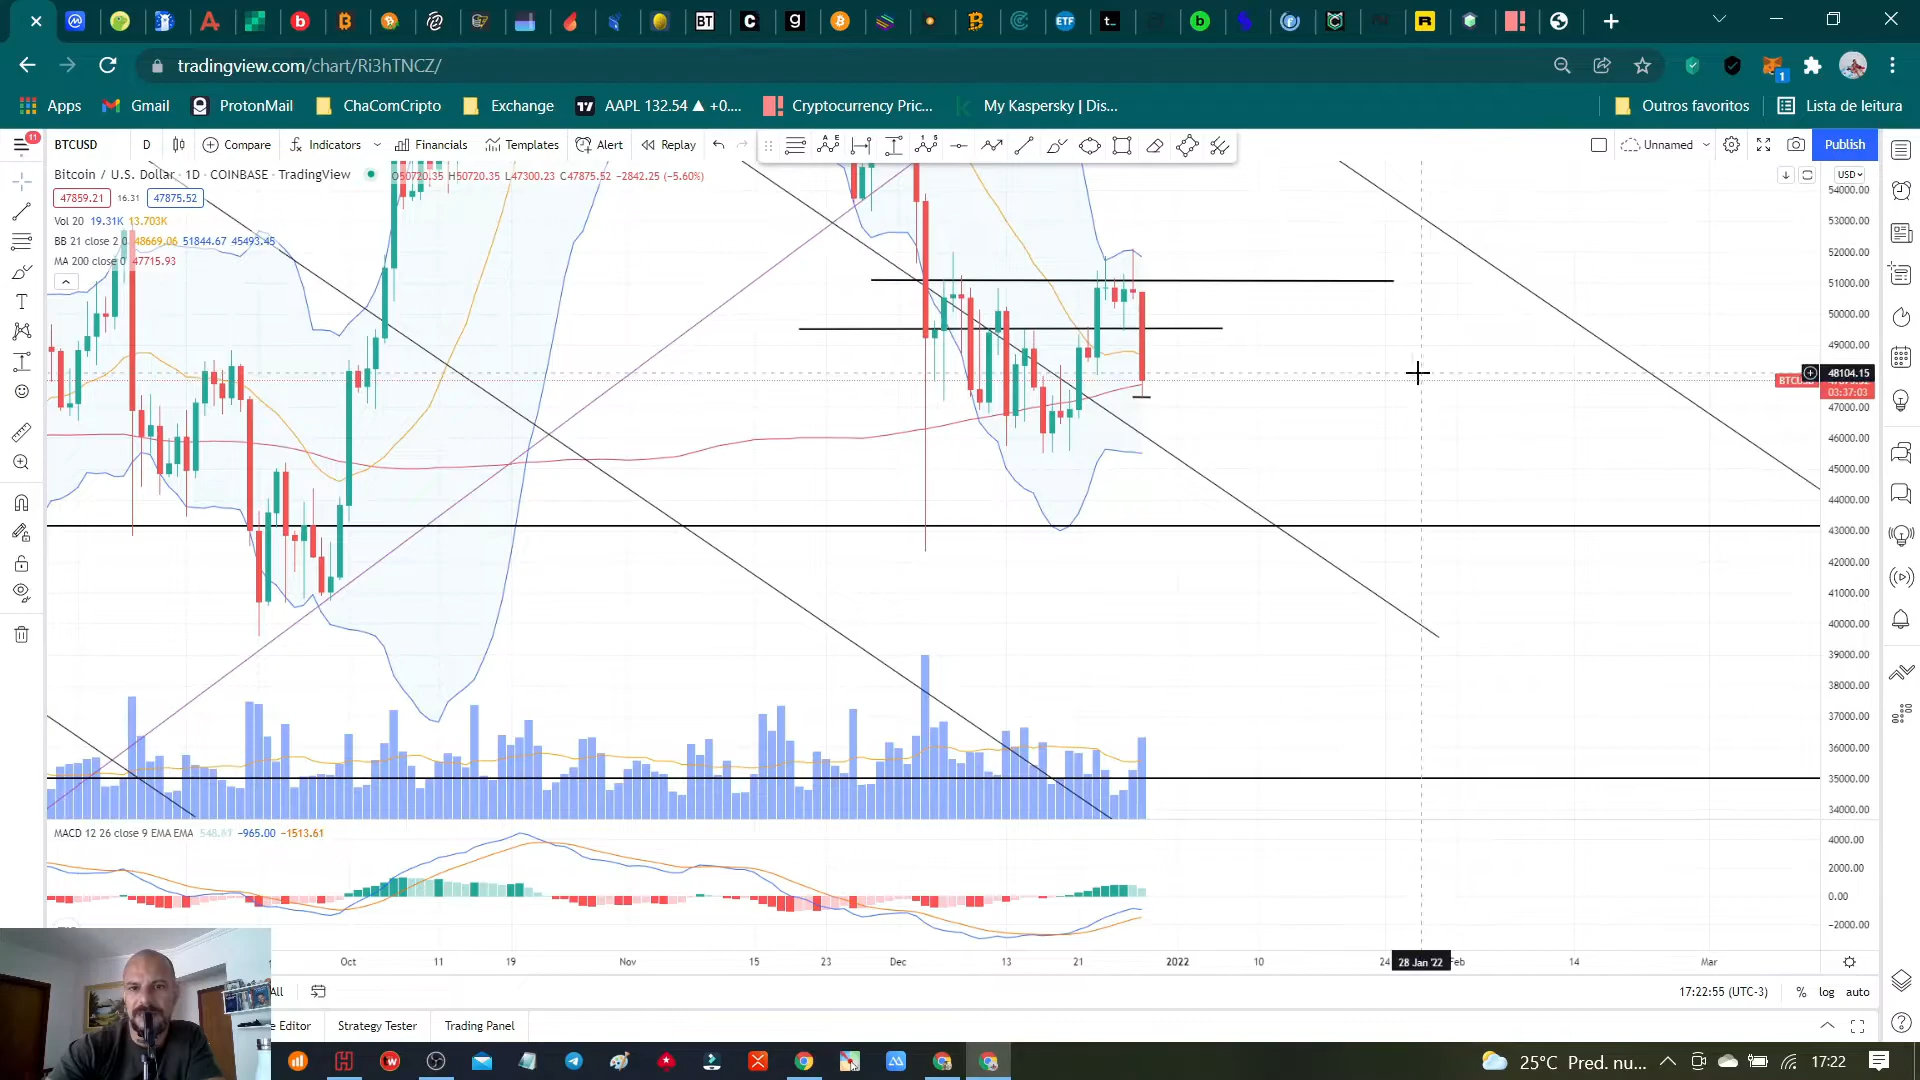 tradingview.com/chart/Ri3hTNCZ/
Apps Gmail ProtonMail ChaComCripto Exchange AAPL 132.54 ▲ +0.... Cryptocurrency Pric... My Kaspersky | Dis... Outros favoritos Lista de leitura
11 BTCUSD D Compare Indicators Financials Templates Alert Replay Unnamed Publish
Bitcoin / U.S. Dollar · 1D · COINBASE · TradingView O50720.35 H50720.35 L47300.23 C47875.52 −2842.25 (−5.60%) USD
47859.21 16.31 47875.52
Vol 20 19.31K 13.703K
BB 21 close 2 0 48669.06 51844.67 45493.45
MA 200 close 0 47715.93
54000.00
53000.00
52000.00
51000.00
50000.00
49000.00
48104.15
03:37:03
47000.00
46000.00
45000.00
44000.00
43000.00
42000.00
41000.00
40000.00
39000.00
38000.00
37000.00
36000.00
35000.00
34000.00
MACD 12 26 close 9 EMA EMA −965.00 −1513.61
4000.00
2000.00
0.00
−2000.00
Oct 11 19 Nov 15 23 Dec 13 21 2022 10 24 28 Jan '22 Feb 14 Mar
All 17:22:55 (UTC-3) % log auto
e Editor Strategy Tester Trading Panel
25°C Pred. nu... 17:22